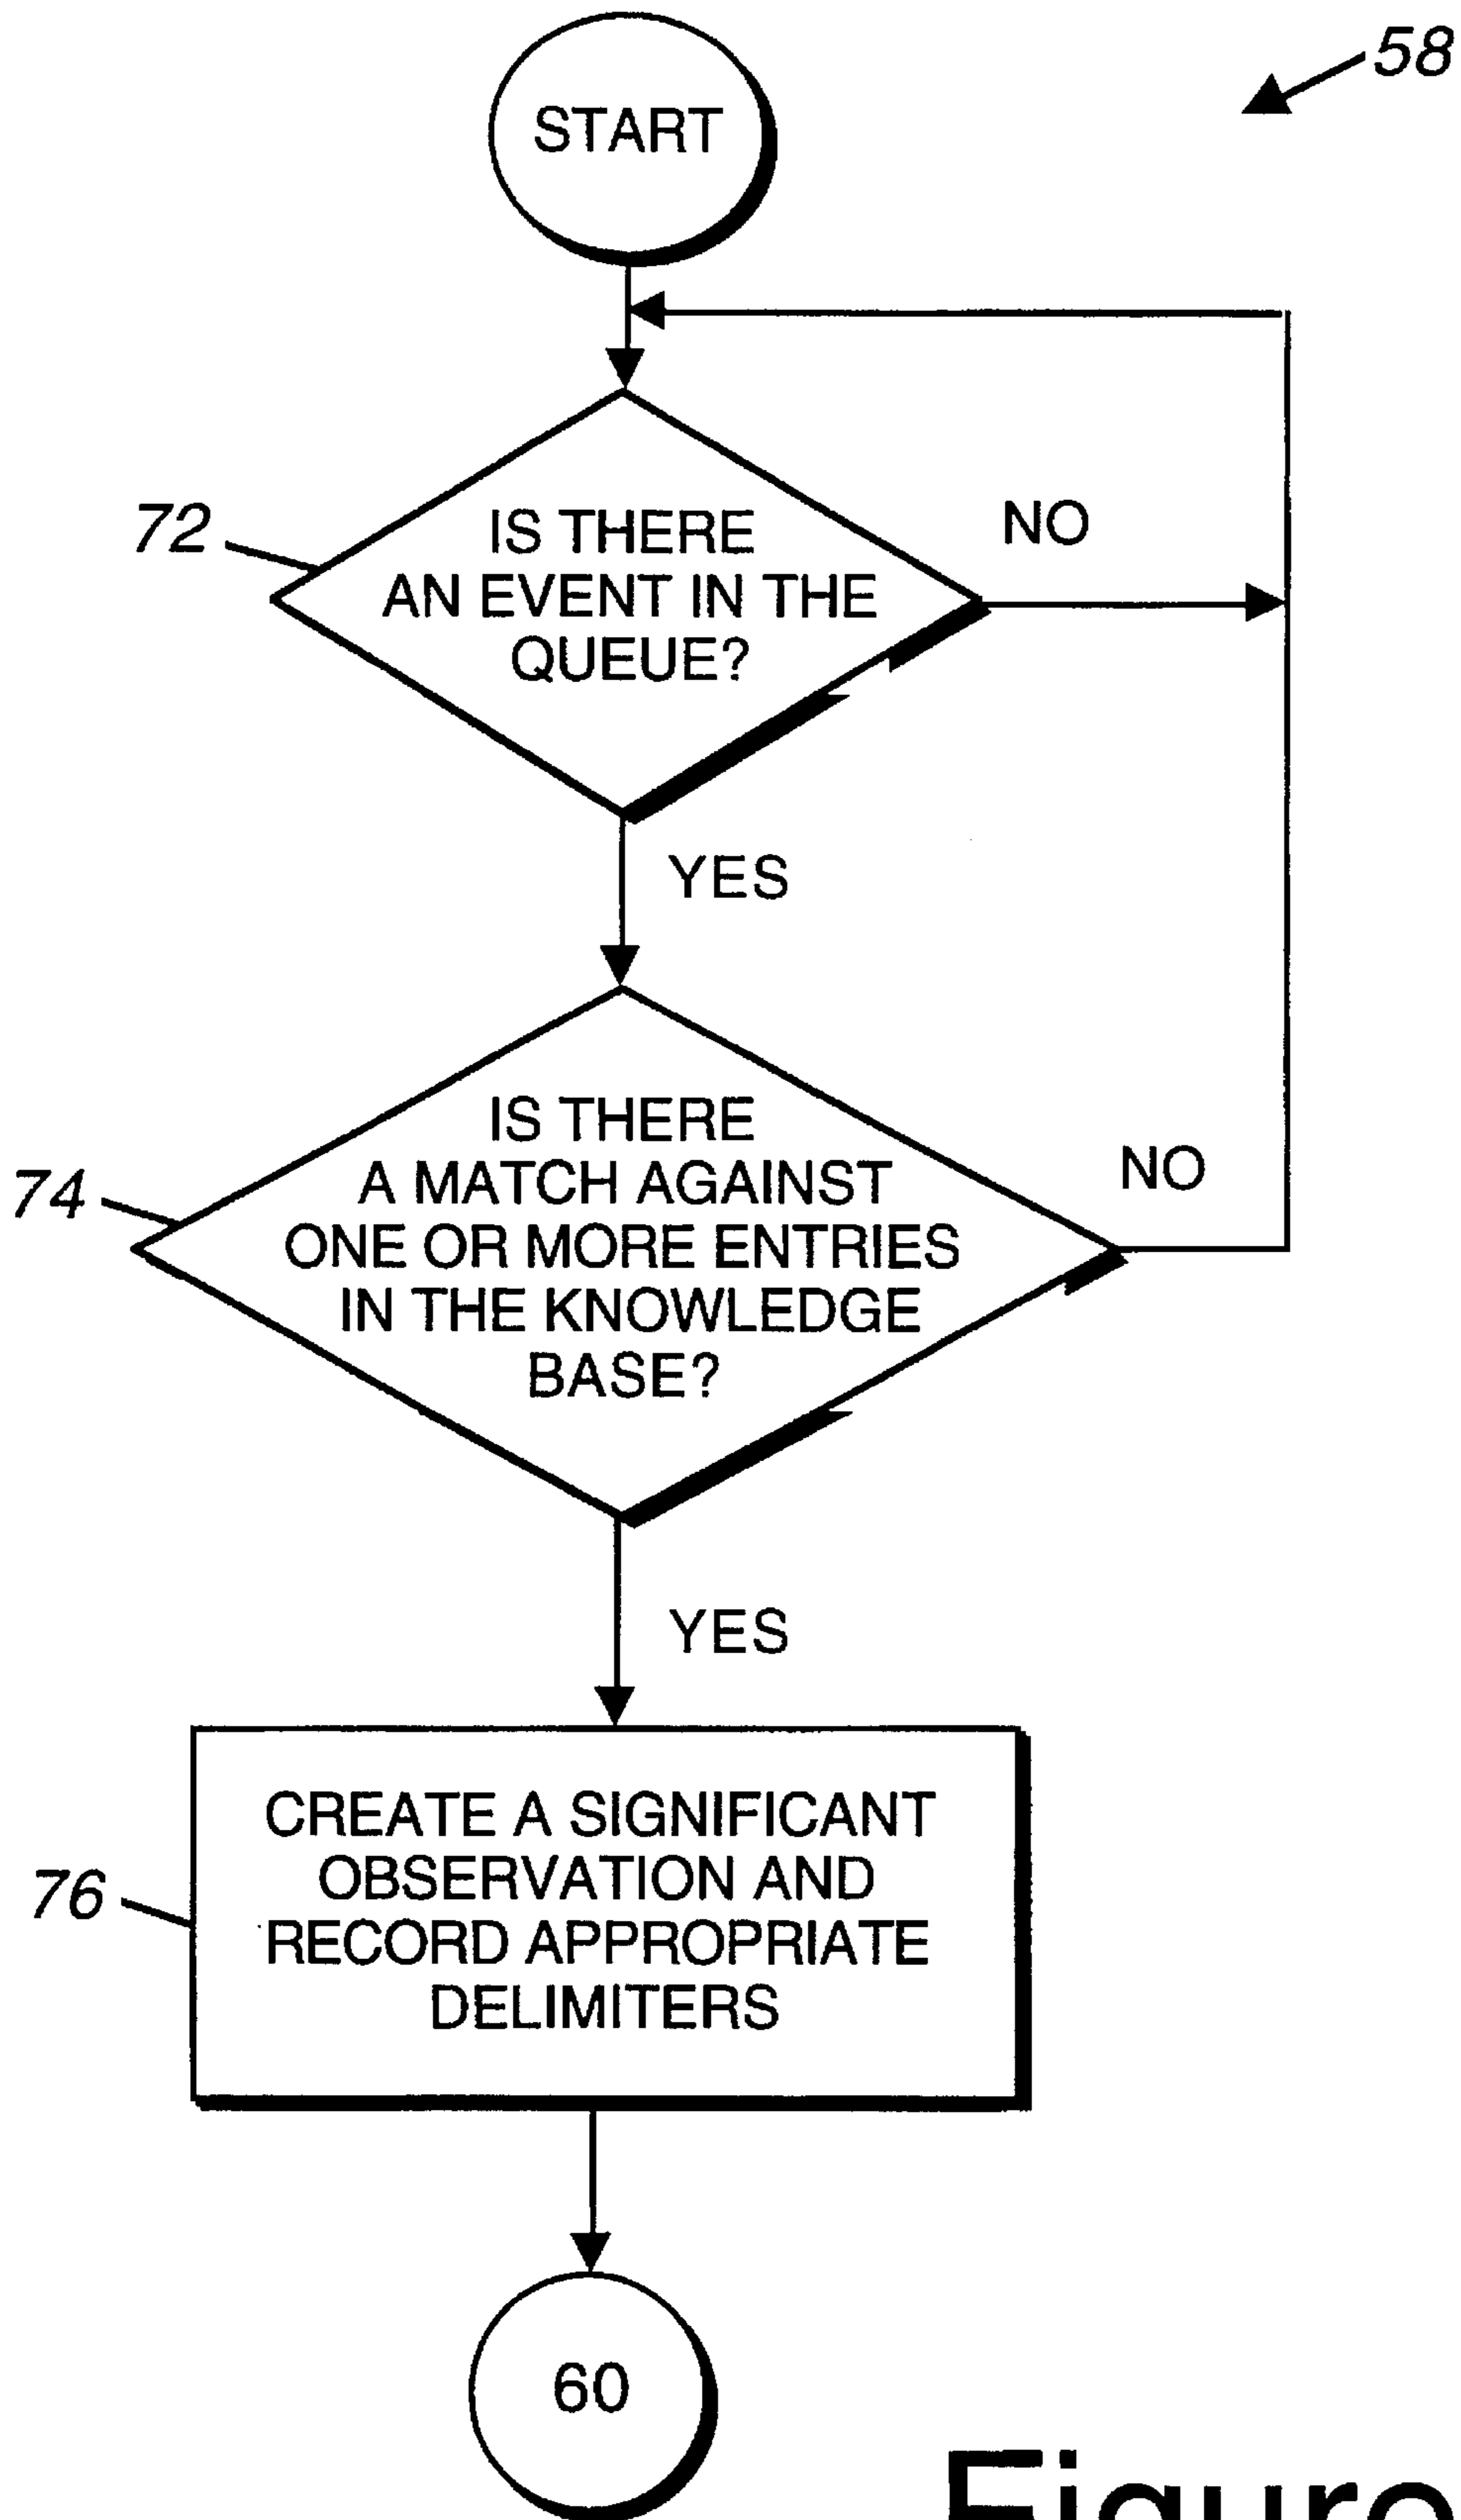 START
58
72
IS THERE
AN EVENT IN THE
QUEUE?
NO
YES
74
IS THERE
A MATCH AGAINST
ONE OR MORE ENTRIES
IN THE KNOWLEDGE
BASE?
NO
YES
76
CREATE A SIGNIFICANT
OBSERVATION AND
RECORD APPROPRIATE
DELIMITERS
60
Figure